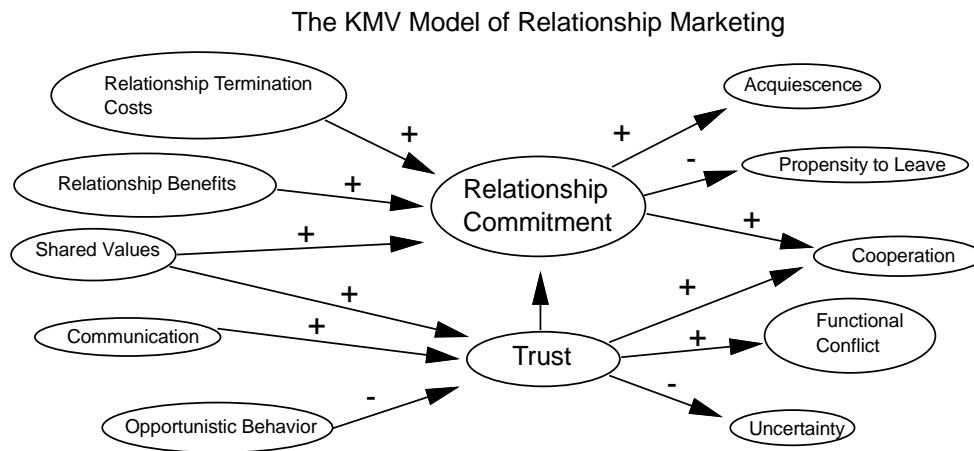 The KMV Model of Relationship Marketing
Relationship Termination
Costs
+
Relationship Benefits
+
Shared Values
+
+
Communication
+
Opportunistic Behavior
-
Relationship
Commitment
Trust
+
Acquiescence
-
Propensity to Leave
+
Cooperation
+
+
Functional
Conflict
-
Uncertainty